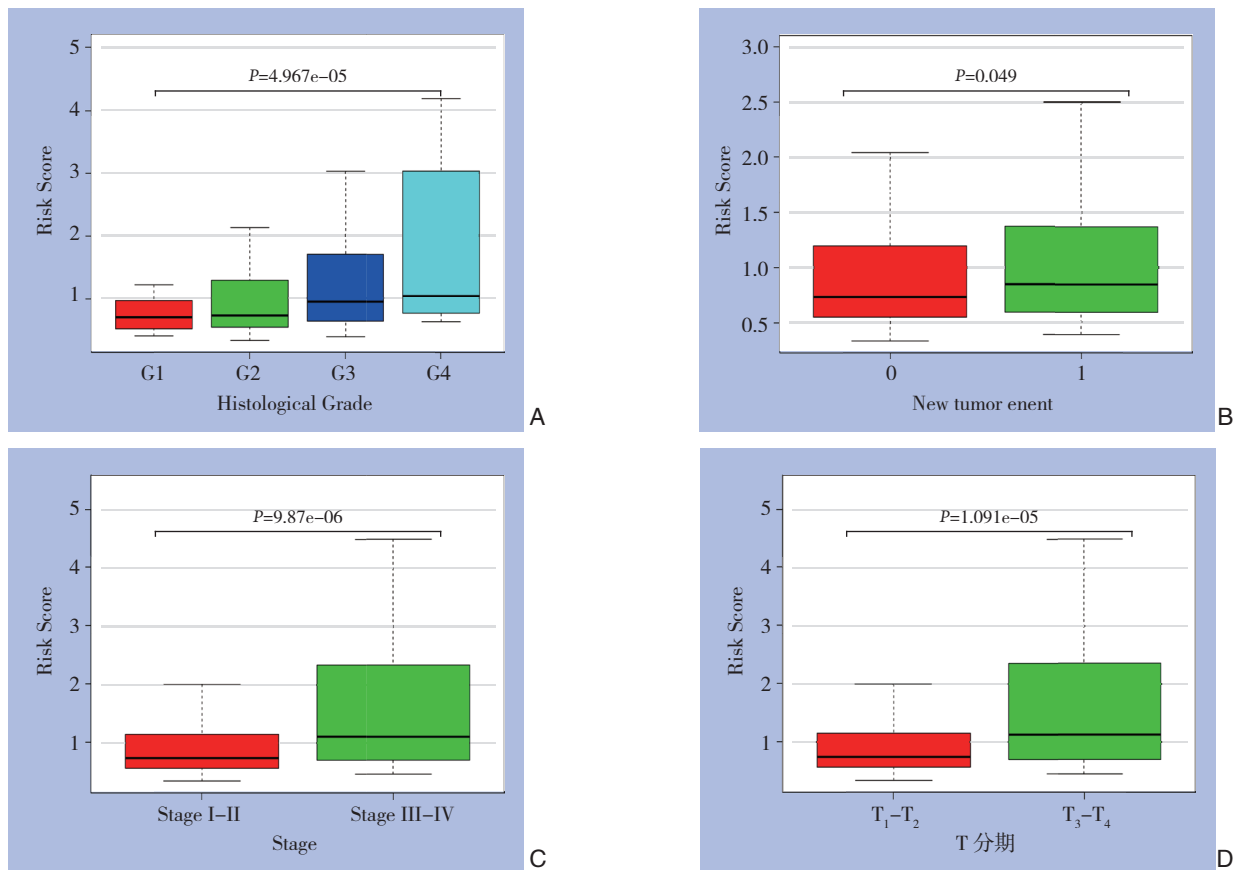 5
4
3
2
1
Risk Score
P=4.967e−05
G1 G2 G3 G4
Histological Grade
A
3.0
2.5
2.0
1.5
1.0
0.5
Risk Score
P=0.049
0 1
New tumor enent
B
5
4
3
2
1
Risk Score
P=9.87e−06
Stage I−II Stage III−IV
Stage
C
5
4
3
2
1
Risk Score
P=1.091e−05
T₁−T₂ T₃−T₄
T 分期
D